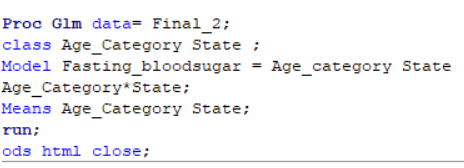 Proc Glm data= Final_2;
class Age_Category State ;
Model Fasting_bloodsugar = Age_category State
Age_Category*State;
Means Age_Category State;
run;
ods html close;